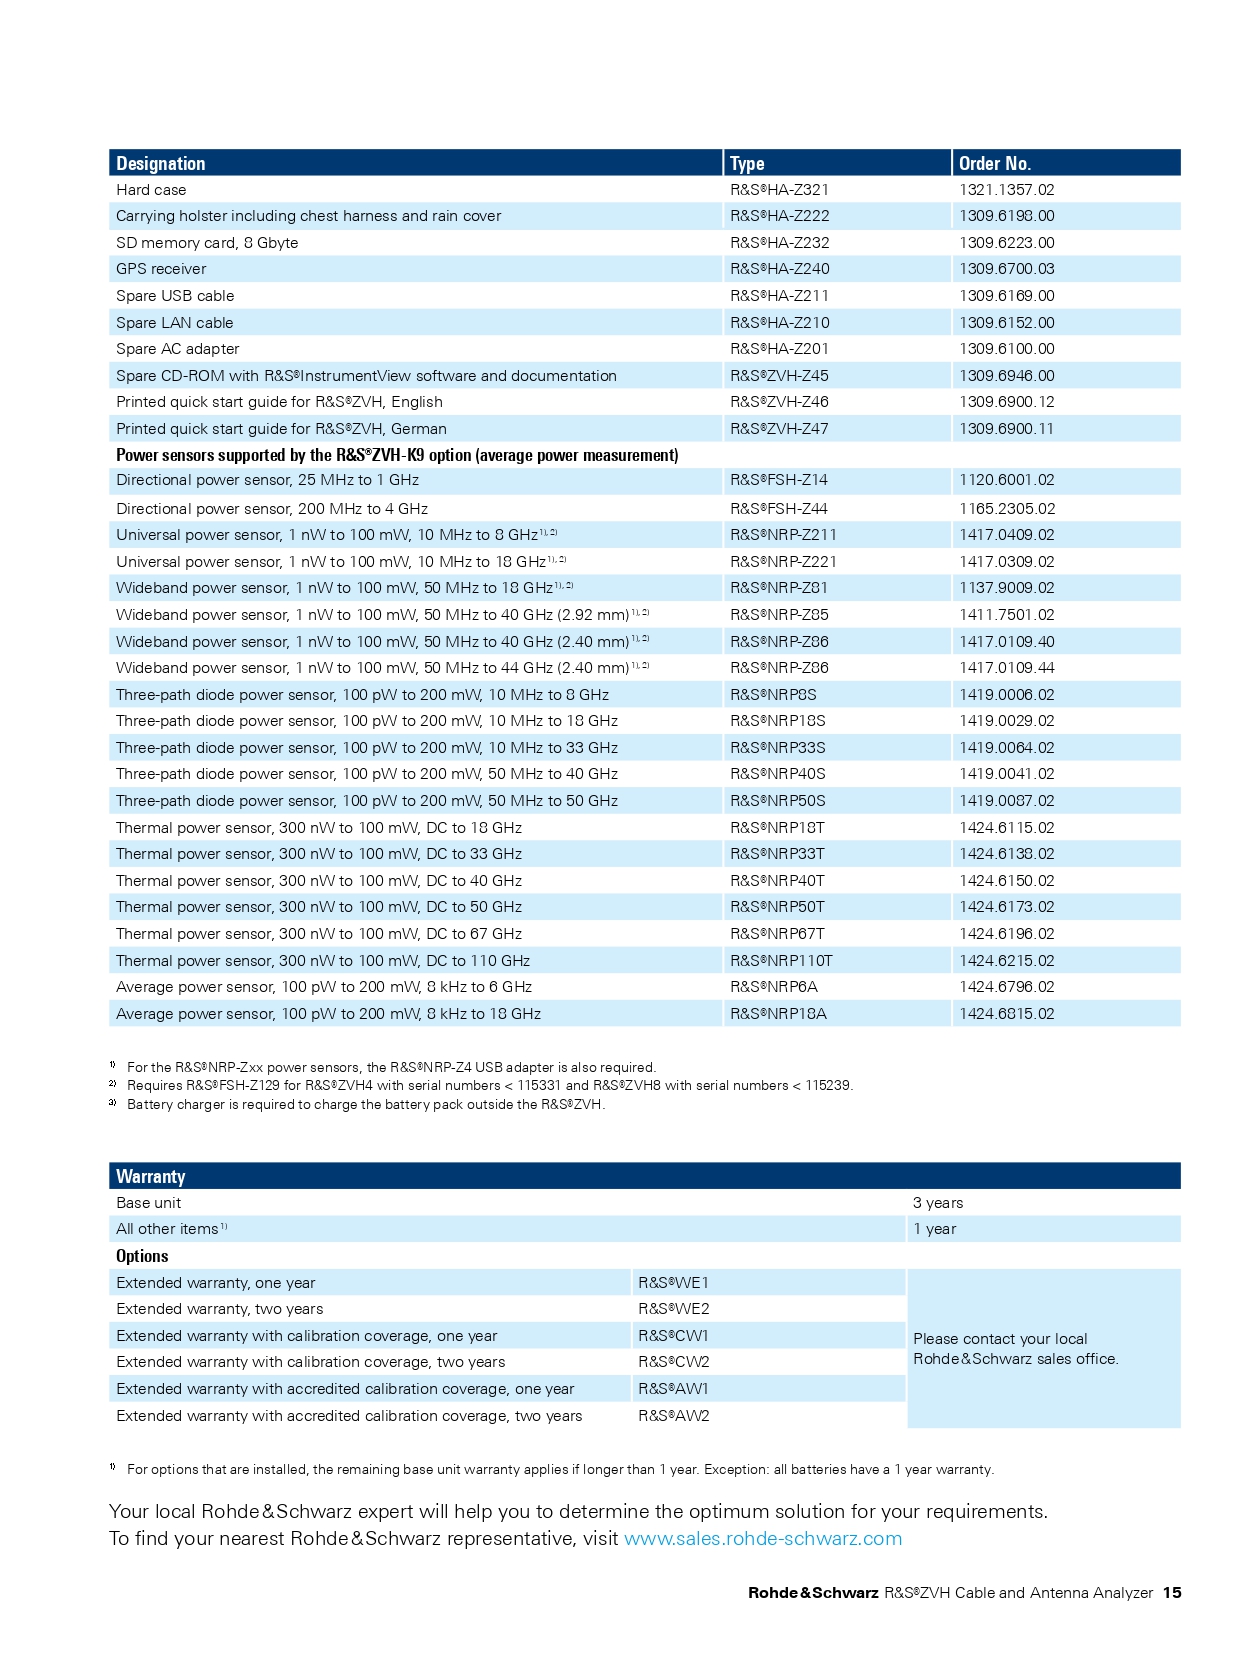 Designation Type Order No.
Hard case R&S®HA-Z321 1321.1357.02
Carrying holster including chest harness and rain cover R&S®HA-Z222 1309.6198.00
SD memory card, 8 Gbyte R&S®HA-Z232 1309.6223.00
GPS receiver R&S®HA-Z240 1309.6700.03
Spare USB cable R&S®HA-Z211 1309.6169.00
Spare LAN cable R&S®HA-Z210 1309.6152.00
Spare AC adapter R&S®HA-Z201 1309.6100.00
Spare CD-ROM with R&S®InstrumentView software and documentation R&S®ZVH-Z45 1309.6946.00
Printed quick start guide for R&S®ZVH, English R&S®ZVH-Z46 1309.6900.12
Printed quick start guide for R&S®ZVH, German R&S®ZVH-Z47 1309.6900.11
Power sensors supported by the R&S®ZVH-K9 option (average power measurement)
Directional power sensor, 25 MHz to 1 GHz R&S®FSH-Z14 1120.6001.02
Directional power sensor, 200 MHz to 4 GHz R&S®FSH-Z44 1165.2305.02
Universal power sensor, 1 nW to 100 mW, 10 MHz to 8 GHz 1), 2) R&S®NRP-Z211 1417.0409.02
Universal power sensor, 1 nW to 100 mW, 10 MHz to 18 GHz 1), 2) R&S®NRP-Z221 1417.0309.02
Wideband power sensor, 1 nW to 100 mW, 50 MHz to 18 GHz 1), 2) R&S®NRP-Z81 1137.9009.02
Wideband power sensor, 1 nW to 100 mW, 50 MHz to 40 GHz (2.92 mm) 1), 2) R&S®NRP-Z85 1411.7501.02
Wideband power sensor, 1 nW to 100 mW, 50 MHz to 40 GHz (2.40 mm) 1), 2) R&S®NRP-Z86 1417.0109.40
Wideband power sensor, 1 nW to 100 mW, 50 MHz to 44 GHz (2.40 mm) 1), 2) R&S®NRP-Z86 1417.0109.44
Three-path diode power sensor, 100 pW to 200 mW, 10 MHz to 8 GHz R&S®NRP8S 1419.0006.02
Three-path diode power sensor, 100 pW to 200 mW, 10 MHz to 18 GHz R&S®NRP18S 1419.0029.02
Three-path diode power sensor, 100 pW to 200 mW, 10 MHz to 33 GHz R&S®NRP33S 1419.0064.02
Three-path diode power sensor, 100 pW to 200 mW, 50 MHz to 40 GHz R&S®NRP40S 1419.0041.02
Three-path diode power sensor, 100 pW to 200 mW, 50 MHz to 50 GHz R&S®NRP50S 1419.0087.02
Thermal power sensor, 300 nW to 100 mW, DC to 18 GHz R&S®NRP18T 1424.6115.02
Thermal power sensor, 300 nW to 100 mW, DC to 33 GHz R&S®NRP33T 1424.6138.02
Thermal power sensor, 300 nW to 100 mW, DC to 40 GHz R&S®NRP40T 1424.6150.02
Thermal power sensor, 300 nW to 100 mW, DC to 50 GHz R&S®NRP50T 1424.6173.02
Thermal power sensor, 300 nW to 100 mW, DC to 67 GHz R&S®NRP67T 1424.6196.02
Thermal power sensor, 300 nW to 100 mW, DC to 110 GHz R&S®NRP110T 1424.6215.02
Average power sensor, 100 pW to 200 mW, 8 kHz to 6 GHz R&S®NRP6A 1424.6796.02
Average power sensor, 100 pW to 200 mW, 8 kHz to 18 GHz R&S®NRP18A 1424.6815.02
1) For the R&S®NRP-Zxx power sensors, the R&S®NRP-Z4 USB adapter is also required.
2) Requires R&S®FSH-Z129 for R&S®ZVH4 with serial numbers < 115331 and R&S®ZVH8 with serial numbers < 115239.
3) Battery charger is required to charge the battery pack outside the R&S®ZVH.
Warranty
Base unit 3 years
All other items 1) 1 year
Options
Extended warranty, one year R&S®WE1
Extended warranty, two years R&S®WE2
Extended warranty with calibration coverage, one year R&S®CW1
Extended warranty with calibration coverage, two years R&S®CW2
Extended warranty with accredited calibration coverage, one year R&S®AW1
Extended warranty with accredited calibration coverage, two years R&S®AW2
Please contact your local
Rohde & Schwarz sales office.
1) For options that are installed, the remaining base unit warranty applies if longer than 1 year. Exception: all batteries have a 1 year warranty.
Your local Rohde & Schwarz expert will help you to determine the optimum solution for your requirements.
To find your nearest Rohde & Schwarz representative, visit www.sales.rohde-schwarz.com
Rohde & Schwarz R&S®ZVH Cable and Antenna Analyzer 15